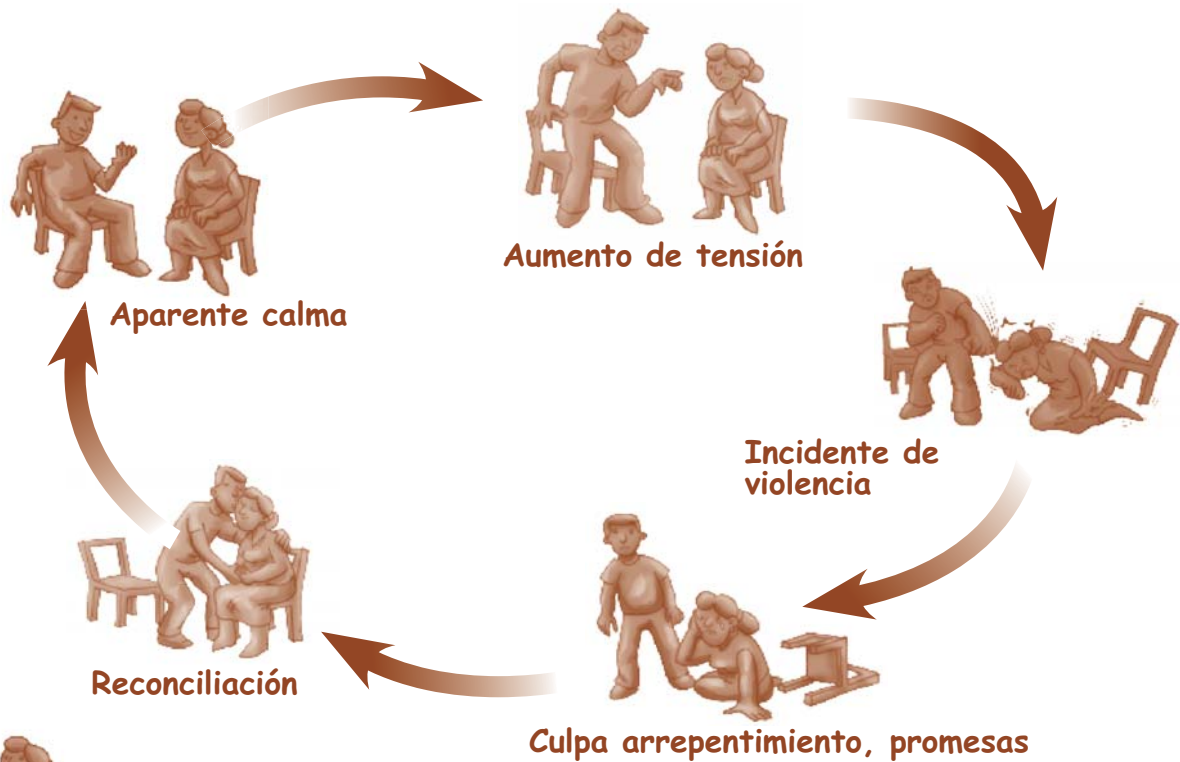 Aumento de tensión
Aparente calma
Incidente de
violencia
Reconciliación
Culpa arrepentimiento, promesas